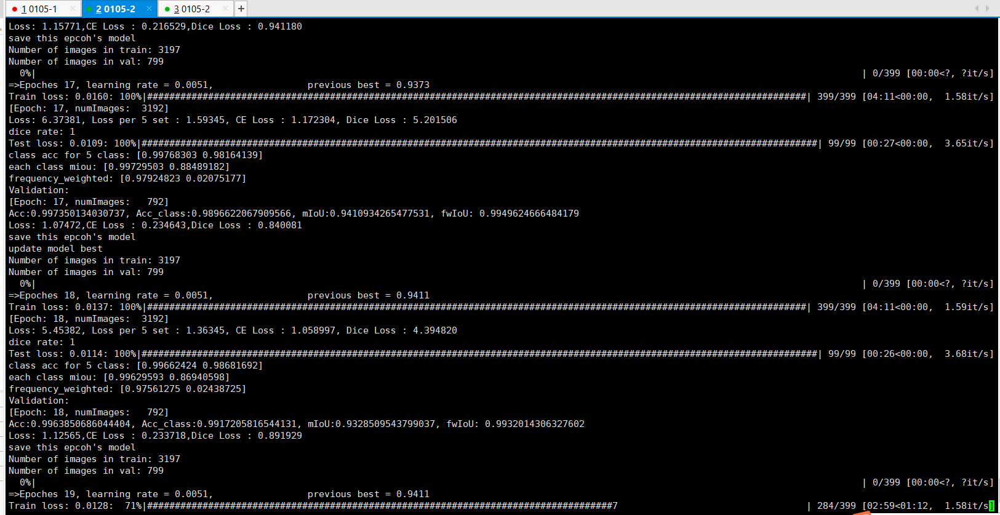 1 0105-1 × 2 0105-2 × 3 0105-2 × +
Loss: 1.15771,CE Loss : 0.216529,Dice Loss : 0.941180
save this epcoh's model
Number of images in train: 3197
Number of images in val: 799
0%| | 0/399 [00:00<?, ?it/s]
=>Epoches 17, learning rate = 0.0051, previous best = 0.9373
Train loss: 0.0160: 100%|#######################################################################################################################| 399/399 [04:11<00:00, 1.58it/s]
[Epoch: 17, numImages: 3192]
Loss: 6.37381, Loss per 5 set : 1.59345, CE Loss : 1.172304, Dice Loss : 5.201506
dice rate: 1
Test loss: 0.0109: 100%|##########################################################################################################################| 99/99 [00:27<00:00, 3.65it/s]
class acc for 5 class: [0.99768303 0.98164139]
each class miou: [0.99729503 0.88489182]
frequency_weighted: [0.97924823 0.02075177]
Validation:
[Epoch: 17, numImages: 792]
Acc:0.997350134030737, Acc_class:0.9896622067909566, mIoU:0.9410934265477531, fwIoU: 0.9949624666484179
Loss: 1.07472,CE Loss : 0.234643,Dice Loss : 0.840081
save this epcoh's model
update model best
Number of images in train: 3197
Number of images in val: 799
0%| | 0/399 [00:00<?, ?it/s]
=>Epoches 18, learning rate = 0.0051, previous best = 0.9411
Train loss: 0.0137: 100%|#######################################################################################################################| 399/399 [04:11<00:00, 1.59it/s]
[Epoch: 18, numImages: 3192]
Loss: 5.45382, Loss per 5 set : 1.36345, CE Loss : 1.058997, Dice Loss : 4.394820
dice rate: 1
Test loss: 0.0114: 100%|##########################################################################################################################| 99/99 [00:26<00:00, 3.68it/s]
class acc for 5 class: [0.99662424 0.98681692]
each class miou: [0.99629593 0.86940598]
frequency_weighted: [0.97561275 0.02438725]
Validation:
[Epoch: 18, numImages: 792]
Acc:0.9963850686044404, Acc_class:0.9917205816544131, mIoU:0.9328509543799037, fwIoU: 0.9932014306327602
Loss: 1.12565,CE Loss : 0.233718,Dice Loss : 0.891929
save this epcoh's model
Number of images in train: 3197
Number of images in val: 799
0%| | 0/399 [00:00<?, ?it/s]
=>Epoches 19, learning rate = 0.0051, previous best = 0.9411
Train loss: 0.0128: 71%|####################################################################################7 | 284/399 [02:59<01:12, 1.58it/s]